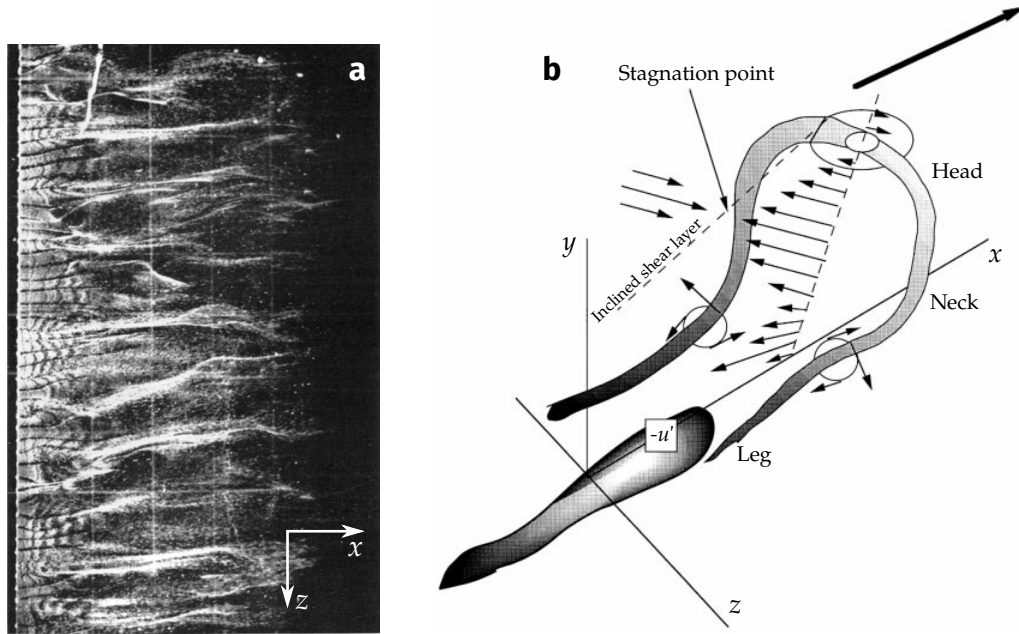 a
x
z
b
Stagnation point
Head
Inclined shear layer
y
x
Neck
-u'
Leg
z